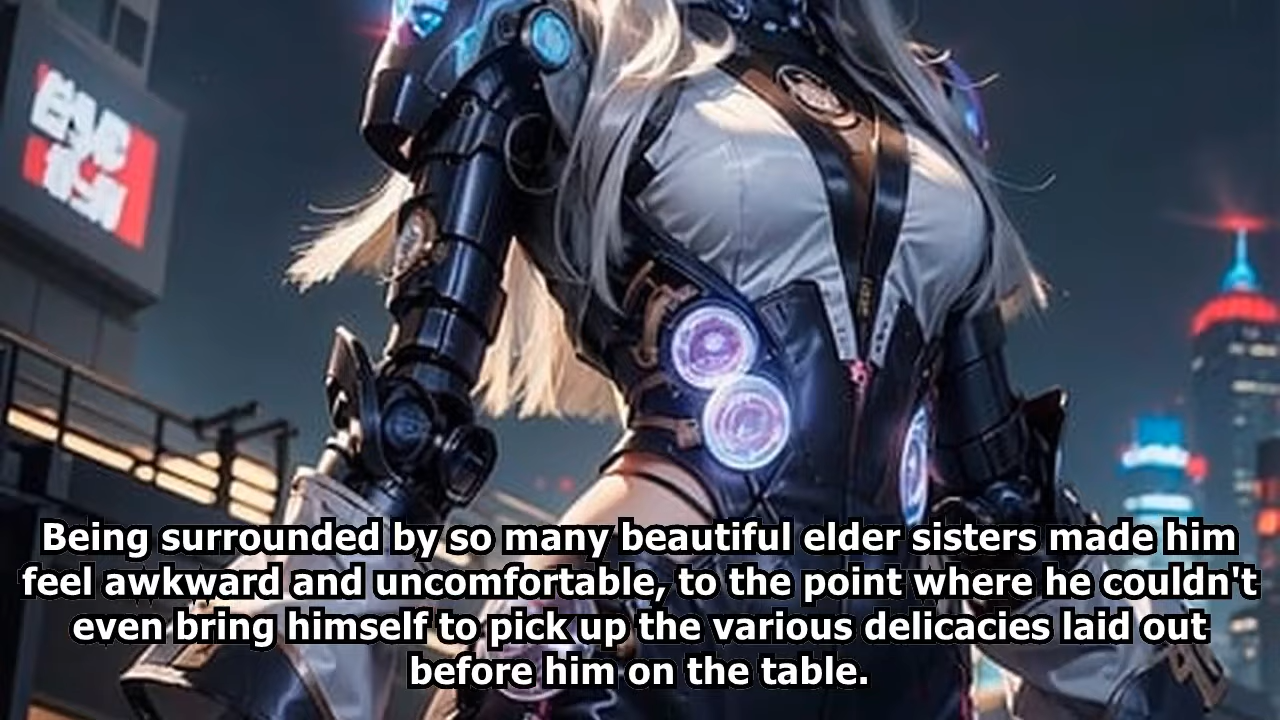 Being surrounded by so many beautiful elder sisters made him
feel awkward and uncomfortable, to the point where he couldn't
even bring himself to pick up the various delicacies laid out
before him on the table.